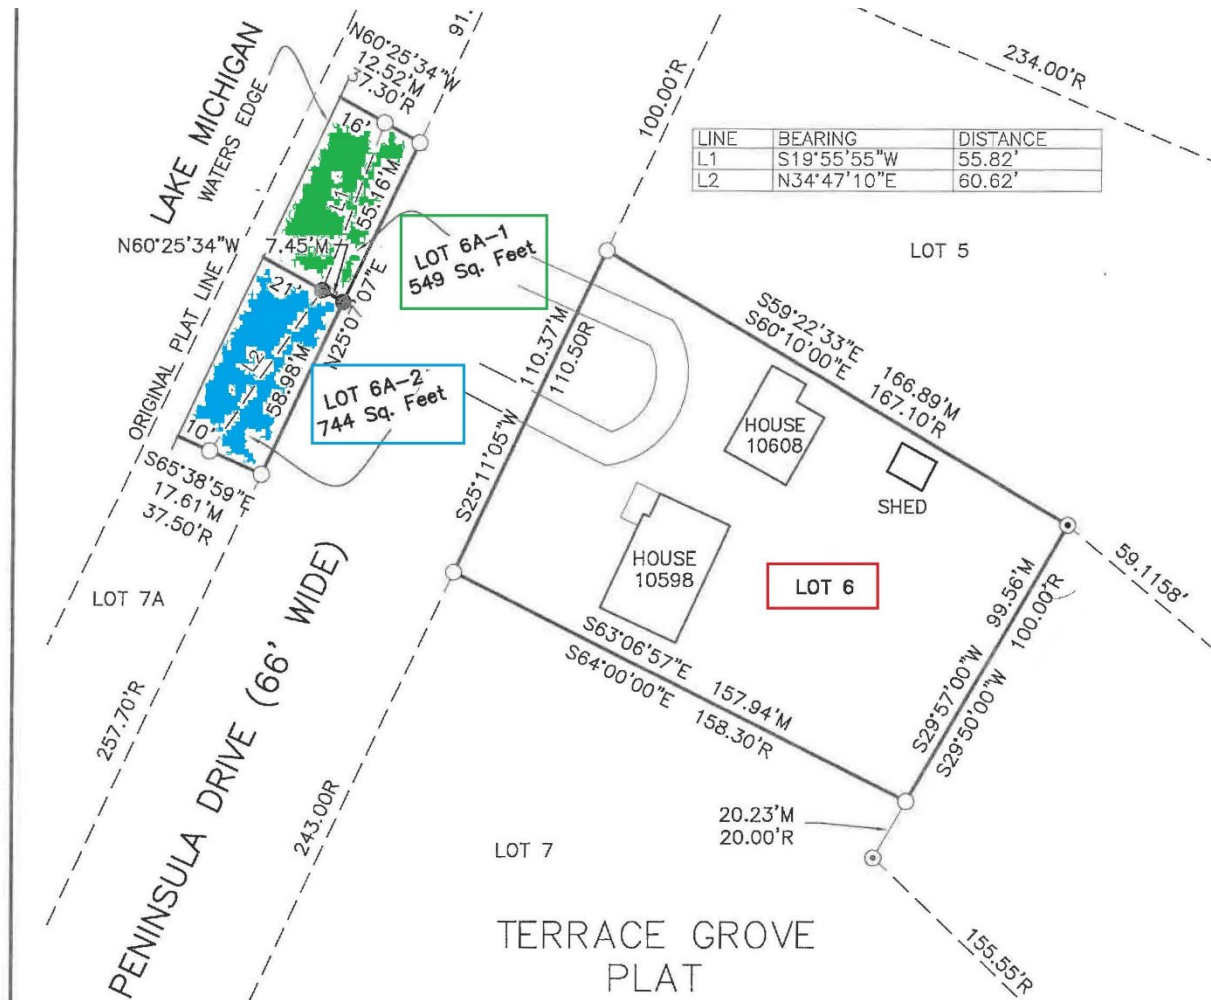 N60°25'34"W
12.52'M
37.30'R
91.
LAKE MICHIGAN
WATERS EDGE
100.00'R
234.00'R
LINE BEARING DISTANCE
L1 S19°55'55"W 55.82'
L2 N34°47'10"E 60.62'
16'
L1
55.16'M
N60°25'34"W 7.45'M
LOT 6A-1
549 Sq. Feet
LOT 5
ORIGINAL PLAT LINE
21'
L2
58.98'M
10'
LOT 6A-2
744 Sq. Feet
110.37'M
110.50R
S25°11'05"W
S59°22'33"E 166.89'M
S60°10'00"E 167.10'R
HOUSE
10608
SHED
S65°38'59"E
17.61'M
37.50'R
HOUSE
10598
LOT 6
59.1158'
LOT 7A
S63°06'57"E 157.94'M
S64°00'00"E 158.30'R
S29°57'00"W 99.56'M
S29°50'00"W 100.00'R
257.70'R
PENINSULA DRIVE (66' WIDE)
243.00R
20.23'M
20.00'R
LOT 7
155.55'R
TERRACE GROVE
PLAT